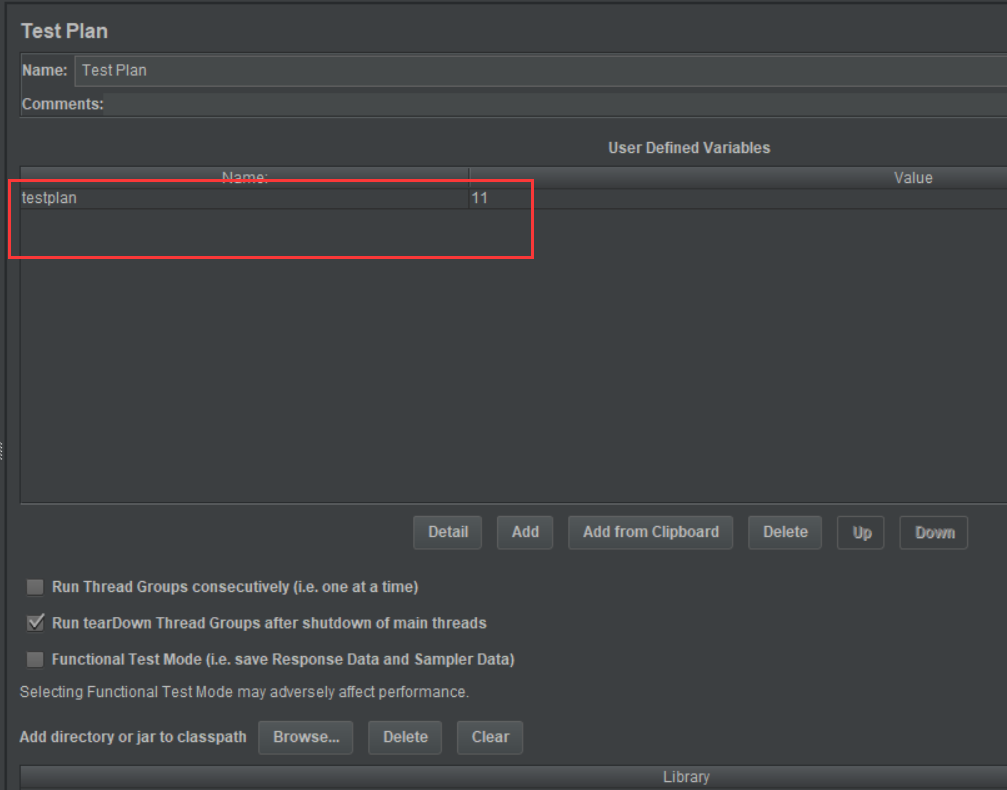 Test Plan
Name: Test Plan
Comments:
User Defined Variables
Name: Value
testplan 11
Detail Add Add from Clipboard Delete Up Down
Run Thread Groups consecutively (i.e. one at a time)
Run tearDown Thread Groups after shutdown of main threads
Functional Test Mode (i.e. save Response Data and Sampler Data)
Selecting Functional Test Mode may adversely affect performance.
Add directory or jar to classpath Browse... Delete Clear
Library